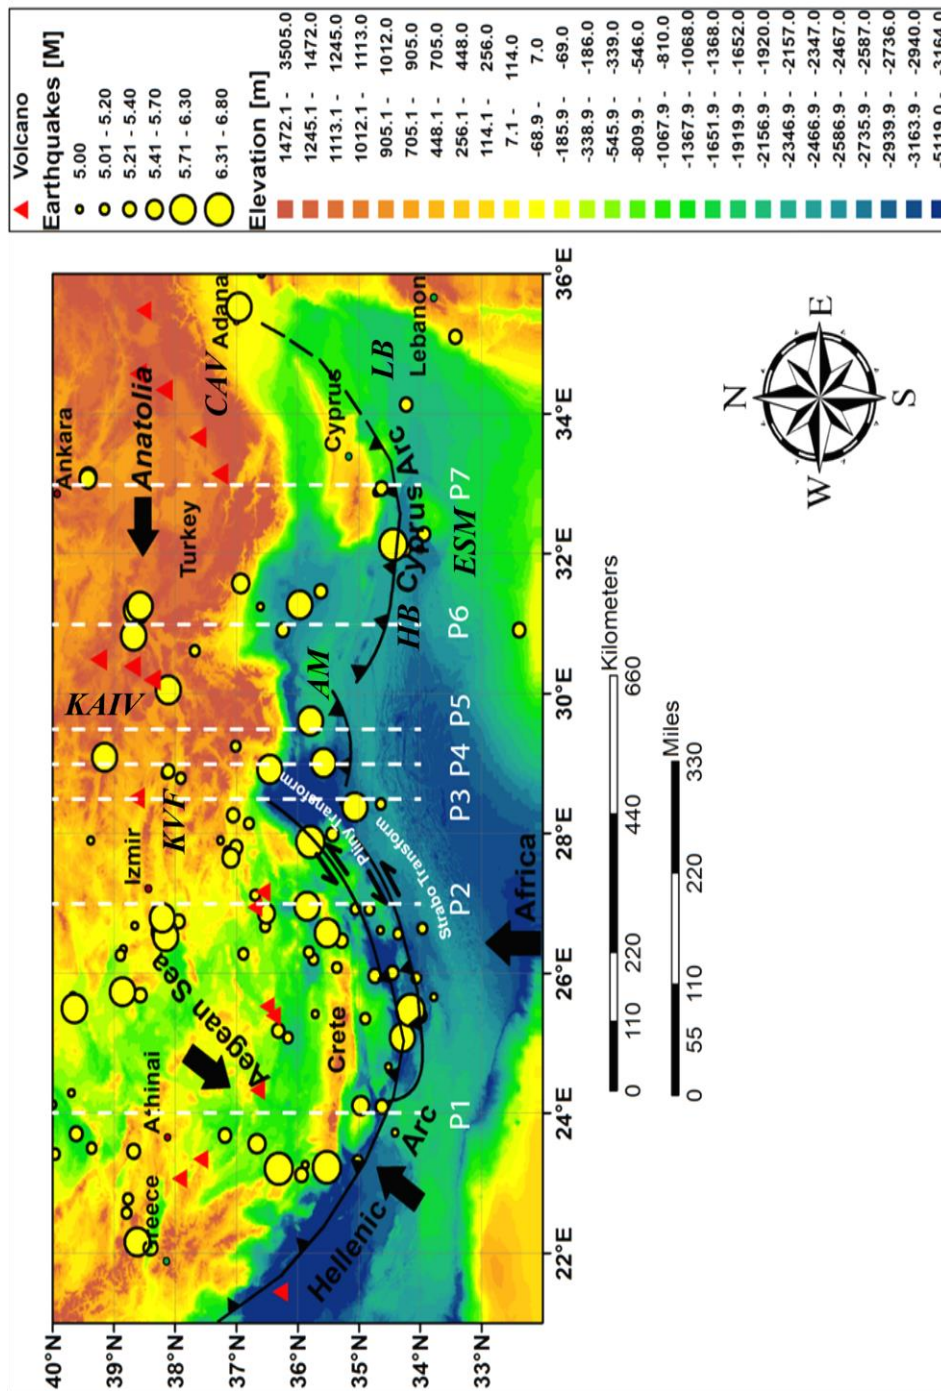 40°N
39°N
38°N
37°N
36°N
35°N
34°N
33°N
22°E
24°E
26°E
28°E
30°E
32°E
34°E
36°E
Greece
Athinai
Aegean Sea
Izmir
KVF
KAIV
Turkey
Anatolia
Ankara
CAV
Adana
Hellenic
Arc
Crete
Pliny Transform
Strabo Transform
Africa
AM
HB
Cyprus Arc
Cyprus
ESM
LB
Lebanon
P1
P2
P3
P4
P5
P6
P7
0 110 220 440 660
Kilometers
0 55 110 220 330
Miles
N
E
S
W
Volcano
Earthquakes [M]
5.00
5.01 - 5.20
5.21 - 5.40
5.41 - 5.70
5.71 - 6.30
6.31 - 6.80
Elevation [m]
1472.1 - 3505.0
1245.1 - 1472.0
1113.1 - 1245.0
1012.1 - 1113.0
905.1 - 1012.0
705.1 - 905.0
448.1 - 705.0
256.1 - 448.0
114.1 - 256.0
7.1 - 114.0
-68.9 - 7.0
-185.9 - -69.0
-338.9 - -186.0
-545.9 - -339.0
-809.9 - -546.0
-1067.9 - -810.0
-1367.9 - -1068.0
-1651.9 - -1368.0
-1919.9 - -1652.0
-2156.9 - -1920.0
-2346.9 - -2157.0
-2466.9 - -2347.0
-2586.9 - -2467.0
-2735.9 - -2587.0
-2939.9 - -2736.0
-3163.9 - -2940.0
-5119.0 - -3164.0